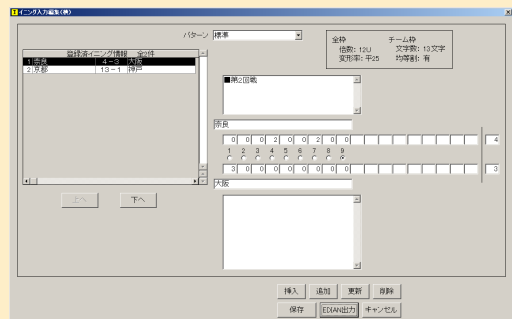 イニング入力編集(横)
パターン 標準
全枠 チーム枠
倍数: 12U 文字数: 13文字
変形率: 平25 均等割: 有
登録済イニング情報 全2件
1 奈良 4-3 大阪
2 京都 13-1 神戸
■第2回戦
奈良
0 0 0 2 0 0 2 0 0 4
1 2 3 4 5 6 7 8 9
3 0 0 0 0 0 0 0 0 3
大阪
上へ 下へ
挿入 追加 更新 削除
保存 EDIAN出力 キャンセル